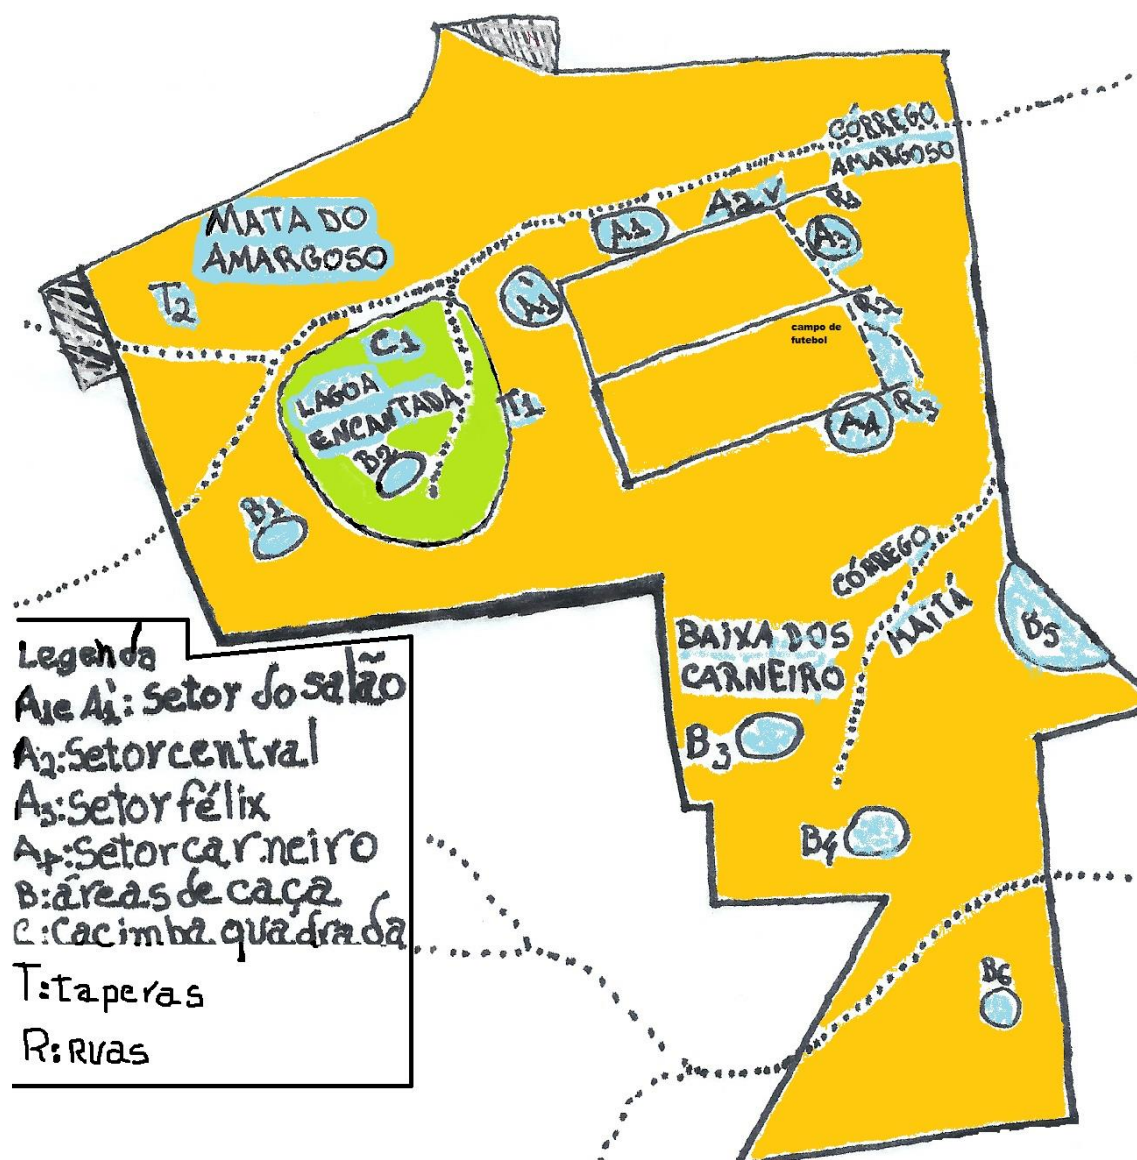 CÓRREGO
AMARGOSO
MATA DO
AMARGOSO
T2
A1
A2
R1
A3
A1
R2
campo de
futebol
C1
LAGOA
ENCANTADA
T1
R3
A4
B2
B1
CÓRREGO
MAITÁ
B5
BAIXA DOS
CARNEIRO
B3
B4
B6
Legenda
A1e A1: Setor do salão
A2: Setor central
A3: Setor félix
A4: Setor carneiro
B: áreas de caça
C: Cacimba quadrada
T: taperas
R: RUAS